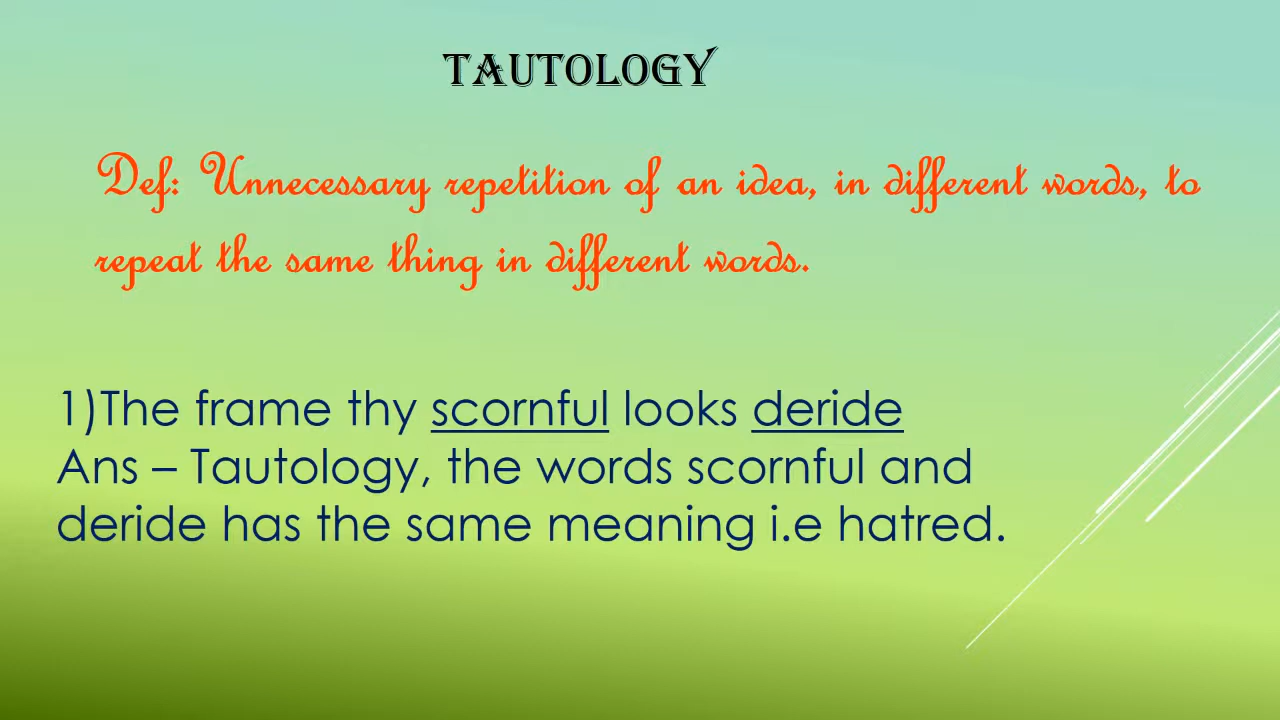 TAUTOLOGY
Def: Unnecessary repetition of an idea, in different words, to
repeat the same thing in different words.
1)The frame thy scornful looks deride
Ans – Tautology, the words scornful and
deride has the same meaning i.e hatred.